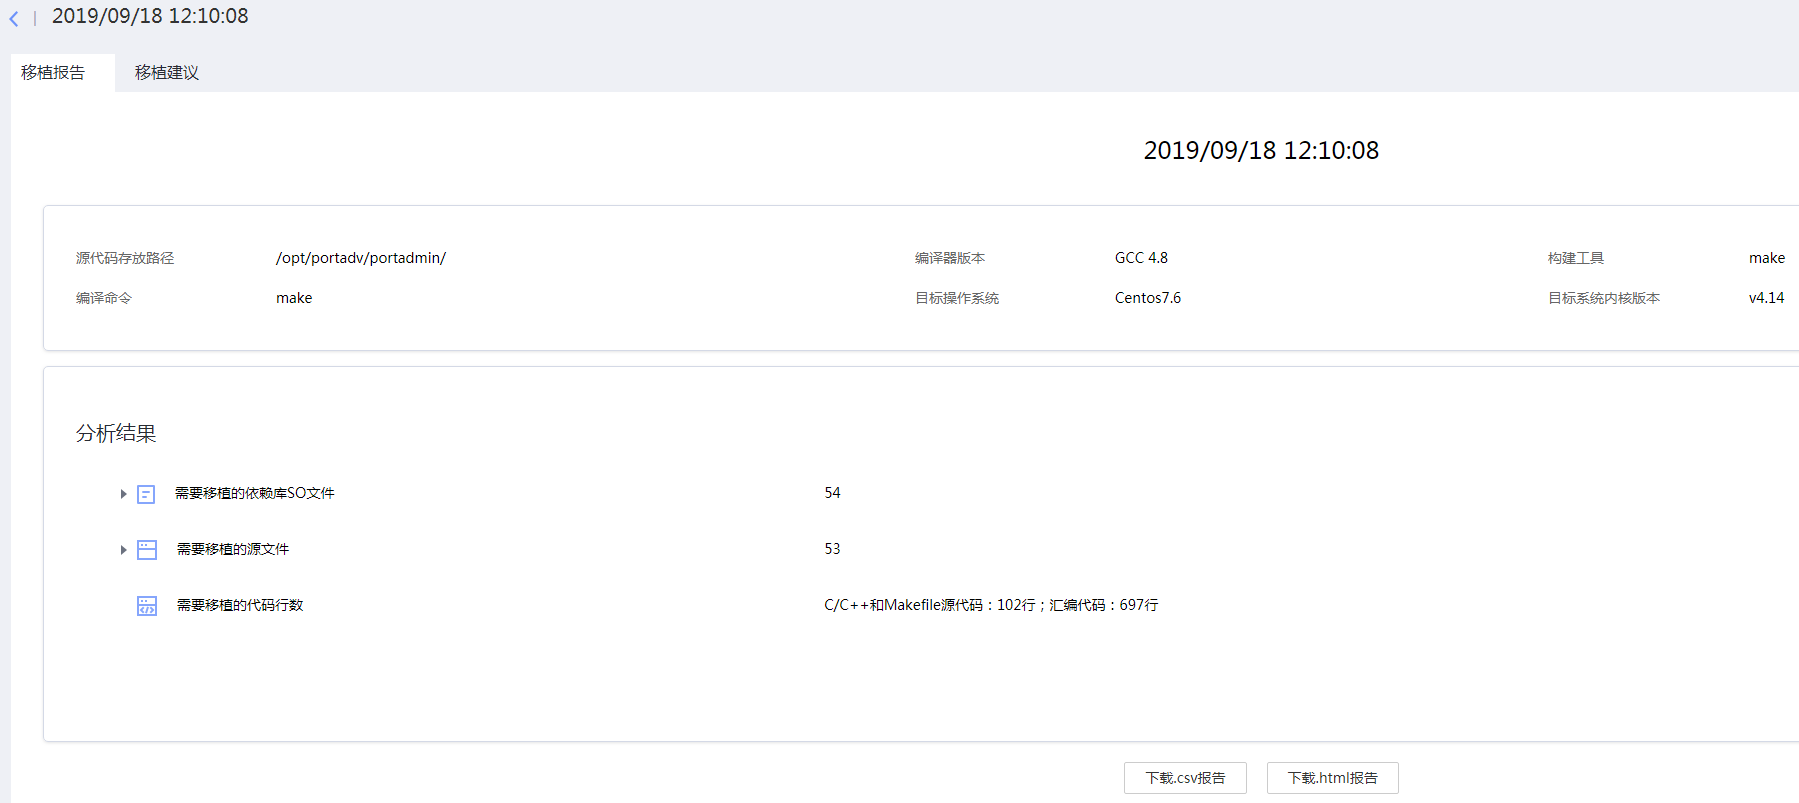 2019/09/18 12:10:08
移植报告 移植建议
2019/09/18 12:10:08
源代码存放路径 /opt/portadv/portadmin/ 编译器版本 GCC 4.8 构建工具 make
编译命令 make 目标操作系统 Centos7.6 目标系统内核版本 v4.14
分析结果
需要移植的依赖库SO文件 54
需要移植的源文件 53
需要移植的代码行数 C/C++和Makefile源代码：102行；汇编代码：697行
下载.csv报告 下载.html报告